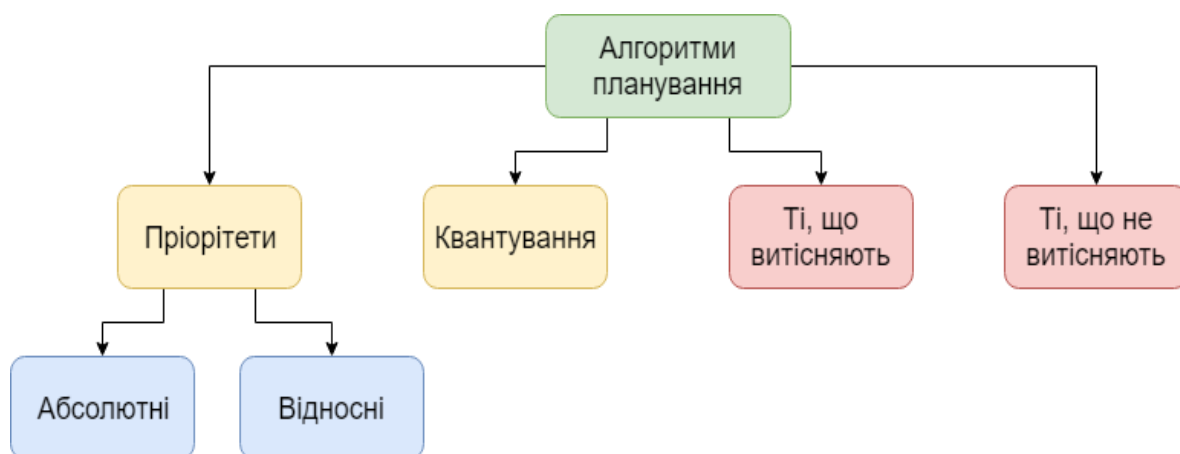 Алгоритми
планування
Пріорітети
Квантування
Ті, що
витісняють
Ті, що не
витісняють
Абсолютні
Відносні